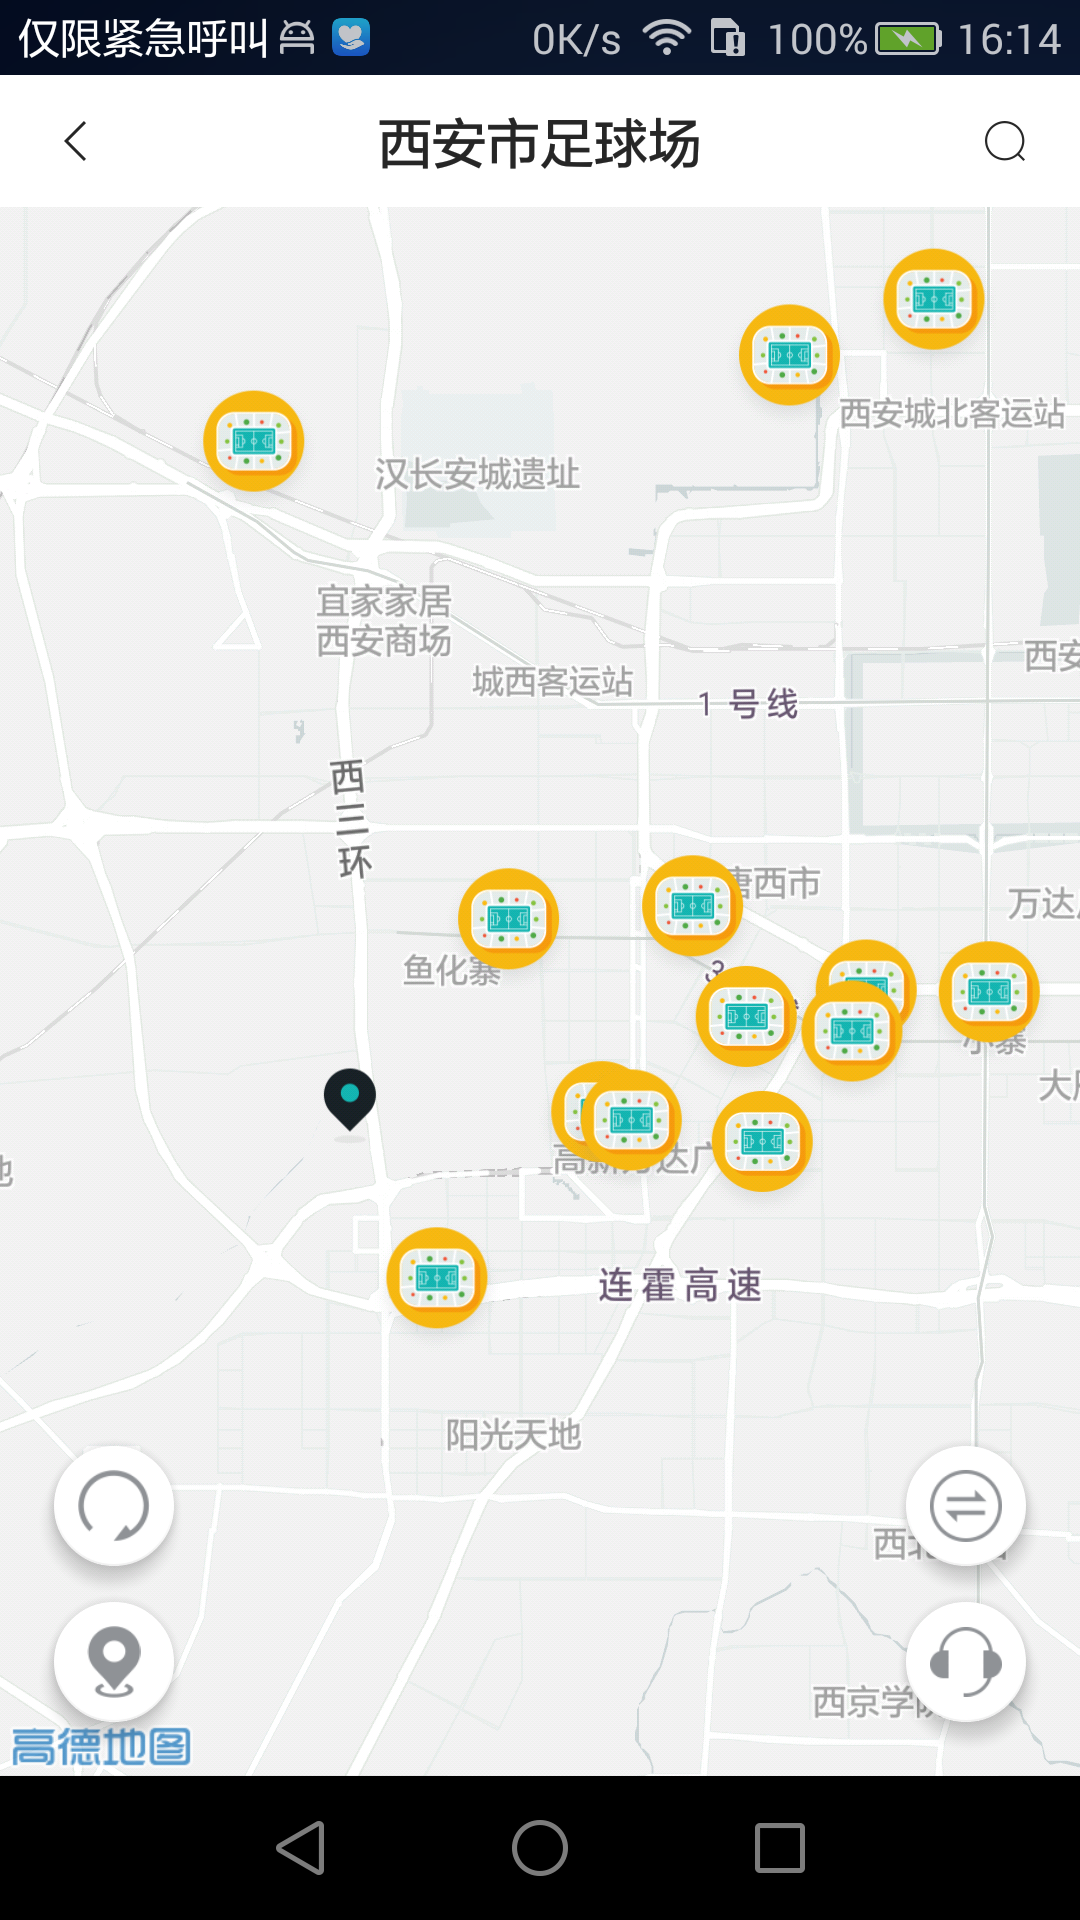 仅限紧急呼叫 0K/s 100% 16:14
西安市足球场
西安城北客运站
汉长安城遗址
宜家家居
西安商场
西安
城西客运站
1号线
西三环
唐西市
万达
鱼化寨
3
小寨
大
地
高新万达广
连霍高速
阳光天地
西北
西京学院
高德地图